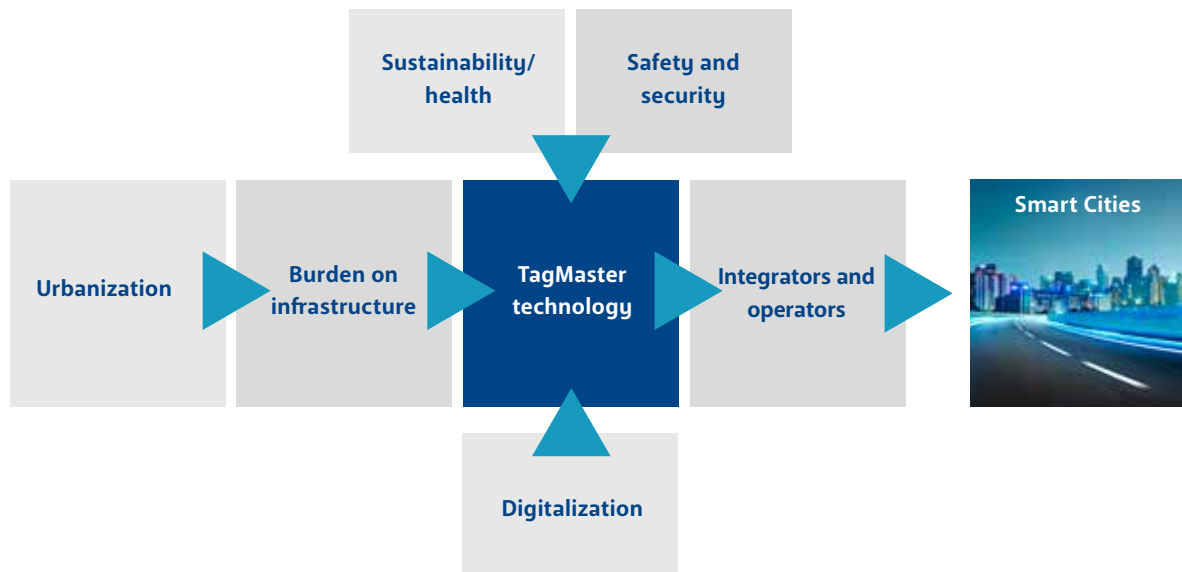 Sustainability/
health
Safety and
security
Urbanization
Burden on
infrastructure
TagMaster
technology
Integrators and
operators
Smart Cities
Digitalization